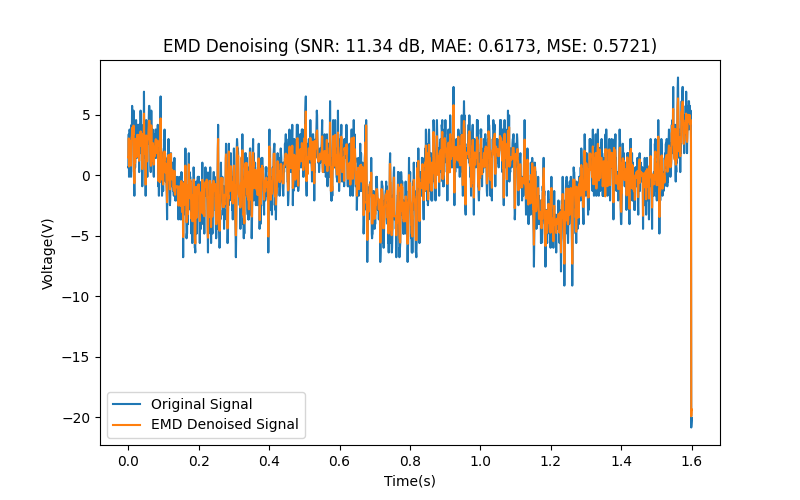 EMD Denoising (SNR: 11.34 dB, MAE: 0.6173, MSE: 0.5721)
5
0
−5
−10
−15
−20
Voltage(V)
Original Signal
EMD Denoised Signal
0.0 0.2 0.4 0.6 0.8 1.0 1.2 1.4 1.6
Time(s)